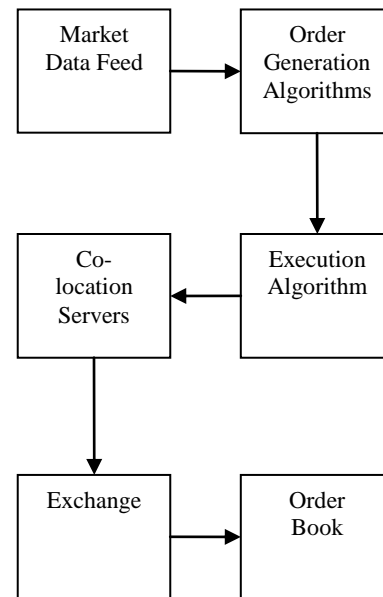 Market
Data Feed
Order
Generation
Algorithms
Co-
location
Servers
Execution
Algorithm
Exchange
Order
Book